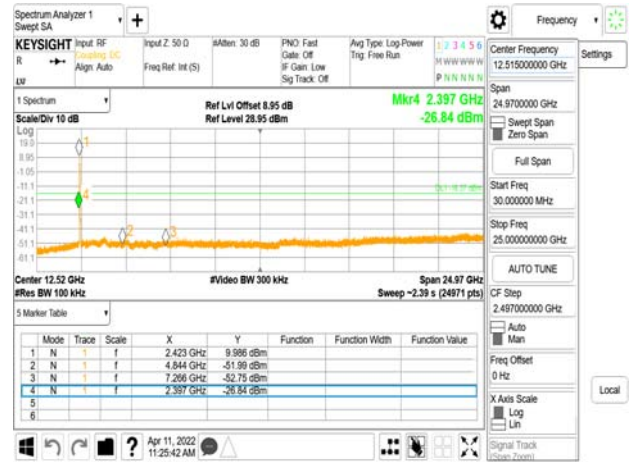 Spectrum Analyzer 1
Swept SA
Frequency
KEYSIGHT
Input: RF
Coupling: DC
Align: Auto
Input Z: 50 Ω
Freq Ref: Int (S)
#Atten: 30 dB
PNO: Fast
Gate: Off
IF Gain: Low
Sig Track: Off
Avg Type: Log-Power
Trig: Free Run
1 2 3 4 5 6
M W W W W W
P N N N N N
R
LW
1 Spectrum
Scale/Div 10 dB
Ref Lvl Offset 8.95 dB
Ref Level 28.95 dBm
Mkr4 2.397 GHz
-26.84 dBm
Log
19.0
8.95
-1.05
-11.1
-21.1
-31.1
-41.1
-51.1
-61.1
1
4
2
3
Center 12.52 GHz
#Res BW 100 kHz
#Video BW 300 kHz
Span 24.97 GHz
Sweep ~2.39 s (24971 pts)
5 Marker Table
Mode Trace Scale X Y Function Function Width Function Value
1 N 1 f 2.423 GHz 9.986 dBm
2 N 1 f 4.844 GHz -51.99 dBm
3 N 1 f 7.266 GHz -52.75 dBm
4 N 1 f 2.397 GHz -26.84 dBm
5
6
Apr 11, 2022
11:25:42 AM
Center Frequency
12.515000000 GHz
Settings
Span
24.9700000 GHz
Swept Span
Zero Span
Full Span
Start Freq
30.000000 MHz
Stop Freq
25.000000000 GHz
AUTO TUNE
CF Step
2.497000000 GHz
Auto
Man
Freq Offset
0 Hz
X Axis Scale
Log
Lin
Local
Signal Track
(Span Zoom)